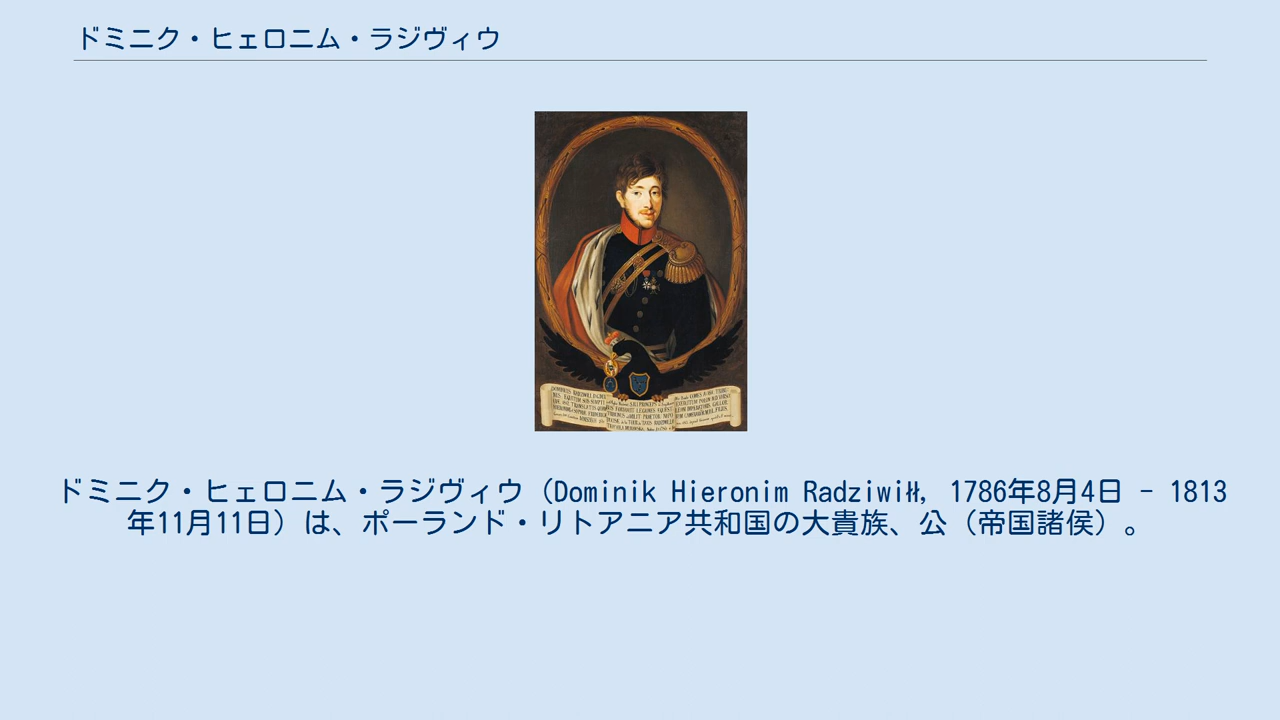 ドミニク・ヒェロニム・ラジヴィウ
ドミニク・ヒェロニム・ラジヴィウ（Dominik Hieronim Radziwiłł, 1786年8月4日 - 1813
年11月11日）は、ポーランド・リトアニア共和国の大貴族、公（帝国諸侯）。